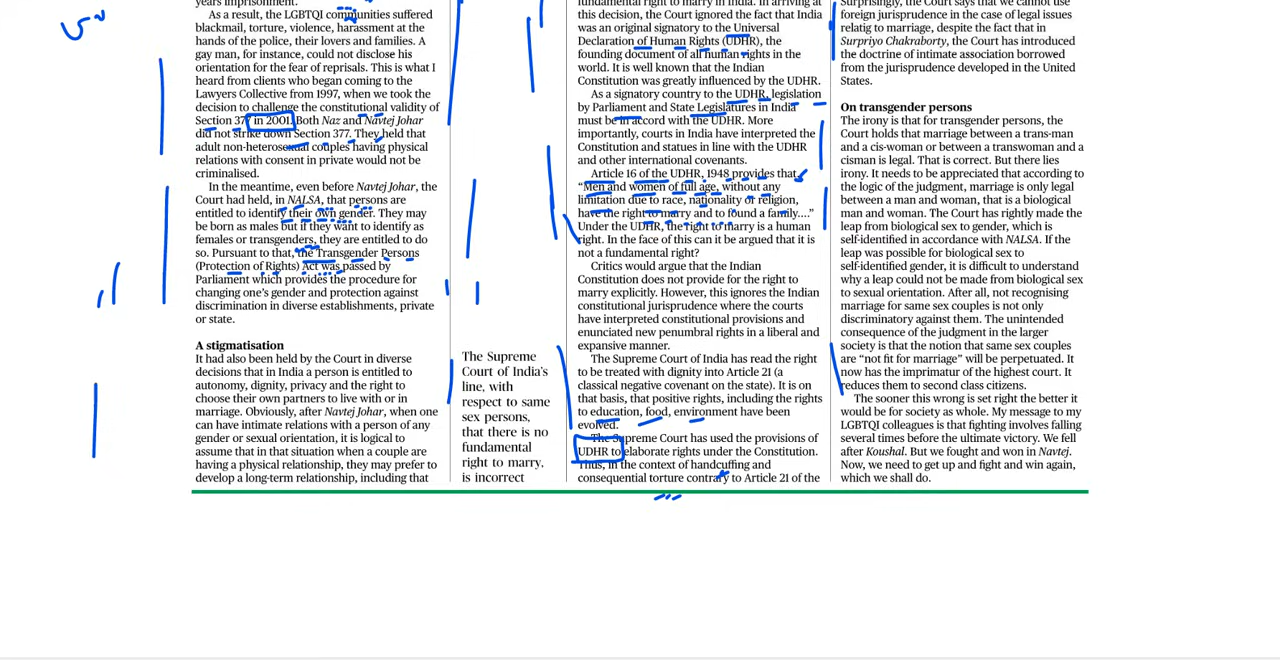 years imprisonment.
As a result, the LGBTQI communities suffered
blackmail, torture, violence, harassment at the
hands of the police, their lovers and families. A
gay man, for instance, could not disclose his
orientation for the fear of reprisals. This is what I
heard from clients who began coming to the
Lawyers Collective from 1997, when we took the
decision to challenge the constitutional validity of
Section 377 in 2001. Both Naz and Navtej Johar
did not strike down Section 377. They held that
adult non-heterosexual couples having physical
relations with consent in private would not be
criminalised.
In the meantime, even before Navtej Johar, the
Court had held, in NALSA, that persons are
entitled to identify their own gender. They may
be born as males but if they want to identify as
females or transgenders, they are entitled to do
so. Pursuant to that, the Transgender Persons
(Protection of Rights) Act was passed by
Parliament which provides the procedure for
changing one's gender and protection against
discrimination in diverse establishments, private
or state.
A stigmatisation
It had also been held by the Court in diverse
decisions that in India a person is entitled to
autonomy, dignity, privacy and the right to
choose their own partners to live with or in
marriage. Obviously, after Navtej Johar, when one
can have intimate relations with a person of any
gender or sexual orientation, it is logical to
assume that in that situation when a couple are
having a physical relationship, they may prefer to
develop a long-term relationship, including that
The Supreme
Court of India's
line, with
respect to same
sex persons,
that there is no
fundamental
right to marry,
is incorrect
fundamental right to marry in India. In arriving at
this decision, the Court ignored the fact that India
was an original signatory to the Universal
Declaration of Human Rights (UDHR), the
founding document of all human rights in the
world. It is well known that the Indian
Constitution was greatly influenced by the UDHR.
As a signatory country to the UDHR, legislation
by Parliament and State Legislatures in India
must be in accord with the UDHR. More
importantly, courts in India have interpreted the
Constitution and statues in line with the UDHR
and other international covenants.
Article 16 of the UDHR, 1948 provides that
“Men and women of full age, without any
limitation due to race, nationality or religion,
have the right to marry and to found a family....”
Under the UDHR, the right to marry is a human
right. In the face of this can it be argued that it is
not a fundamental right?
Critics would argue that the Indian
Constitution does not provide for the right to
marry explicitly. However, this ignores the Indian
constitutional jurisprudence where the courts
have interpreted constitutional provisions and
enunciated new penumbral rights in a liberal and
expansive manner.
The Supreme Court of India has read the right
to be treated with dignity into Article 21 (a
classical negative covenant on the state). It is on
that basis, that positive rights, including the rights
to education, food, environment have been
evolved.
The Supreme Court has used the provisions of
UDHR to elaborate rights under the Constitution.
Thus, in the context of handcuffing and
consequential torture contrary to Article 21 of the
Surprisingly, the Court says that we cannot use
foreign jurisprudence in the case of legal issues
relatig to marriage, despite the fact that in
Surpriyo Chakraborty, the Court has introduced
the doctrine of intimate association borrowed
from the jurisprudence developed in the United
States.
On transgender persons
The irony is that for transgender persons, the
Court holds that marriage between a trans-man
and a cis-woman or between a transwoman and a
cisman is legal. That is correct. But there lies
irony. It needs to be appreciated that according to
the logic of the judgment, marriage is only legal
between a man and woman, that is a biological
man and woman. The Court has rightly made the
leap from biological sex to gender, which is
self-identified in accordance with NALSA. If the
leap was possible for biological sex to
self-identified gender, it is difficult to understand
why a leap could not be made from biological sex
to sexual orientation. After all, not recognising
marriage for same sex couples is not only
discriminatory against them. The unintended
consequence of the judgment in the larger
society is that the notion that same sex couples
are “not fit for marriage” will be perpetuated. It
now has the imprimatur of the highest court. It
reduces them to second class citizens.
The sooner this wrong is set right the better it
would be for society as whole. My message to my
LGBTQI colleagues is that fighting involves falling
several times before the ultimate victory. We fell
after Koushal. But we fought and won in Navtej.
Now, we need to get up and fight and win again,
which we shall do.